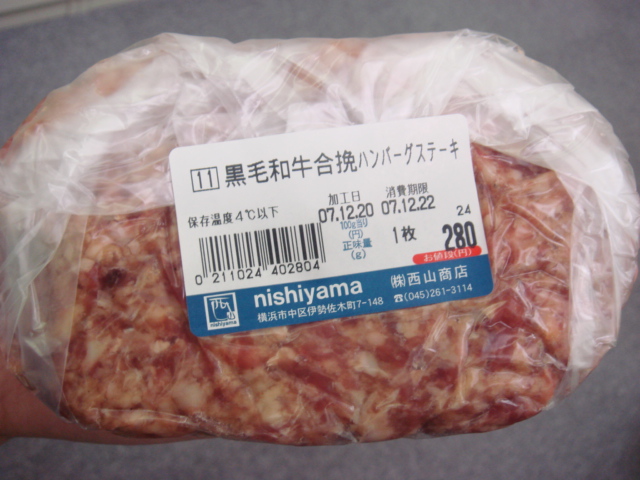 11 黒毛和牛合挽ハンバーグステーキ
保存温度4℃以下
加工日 消費期限
07.12.20 07.12.22
100g当り
(円)
正味量
(g)
1枚
24
280
お値段(円)
0 211024 402804
nishiyama
nishiyama
㈱西山商店
横浜市中区伊勢佐木町7-148
☎(045)261-3114